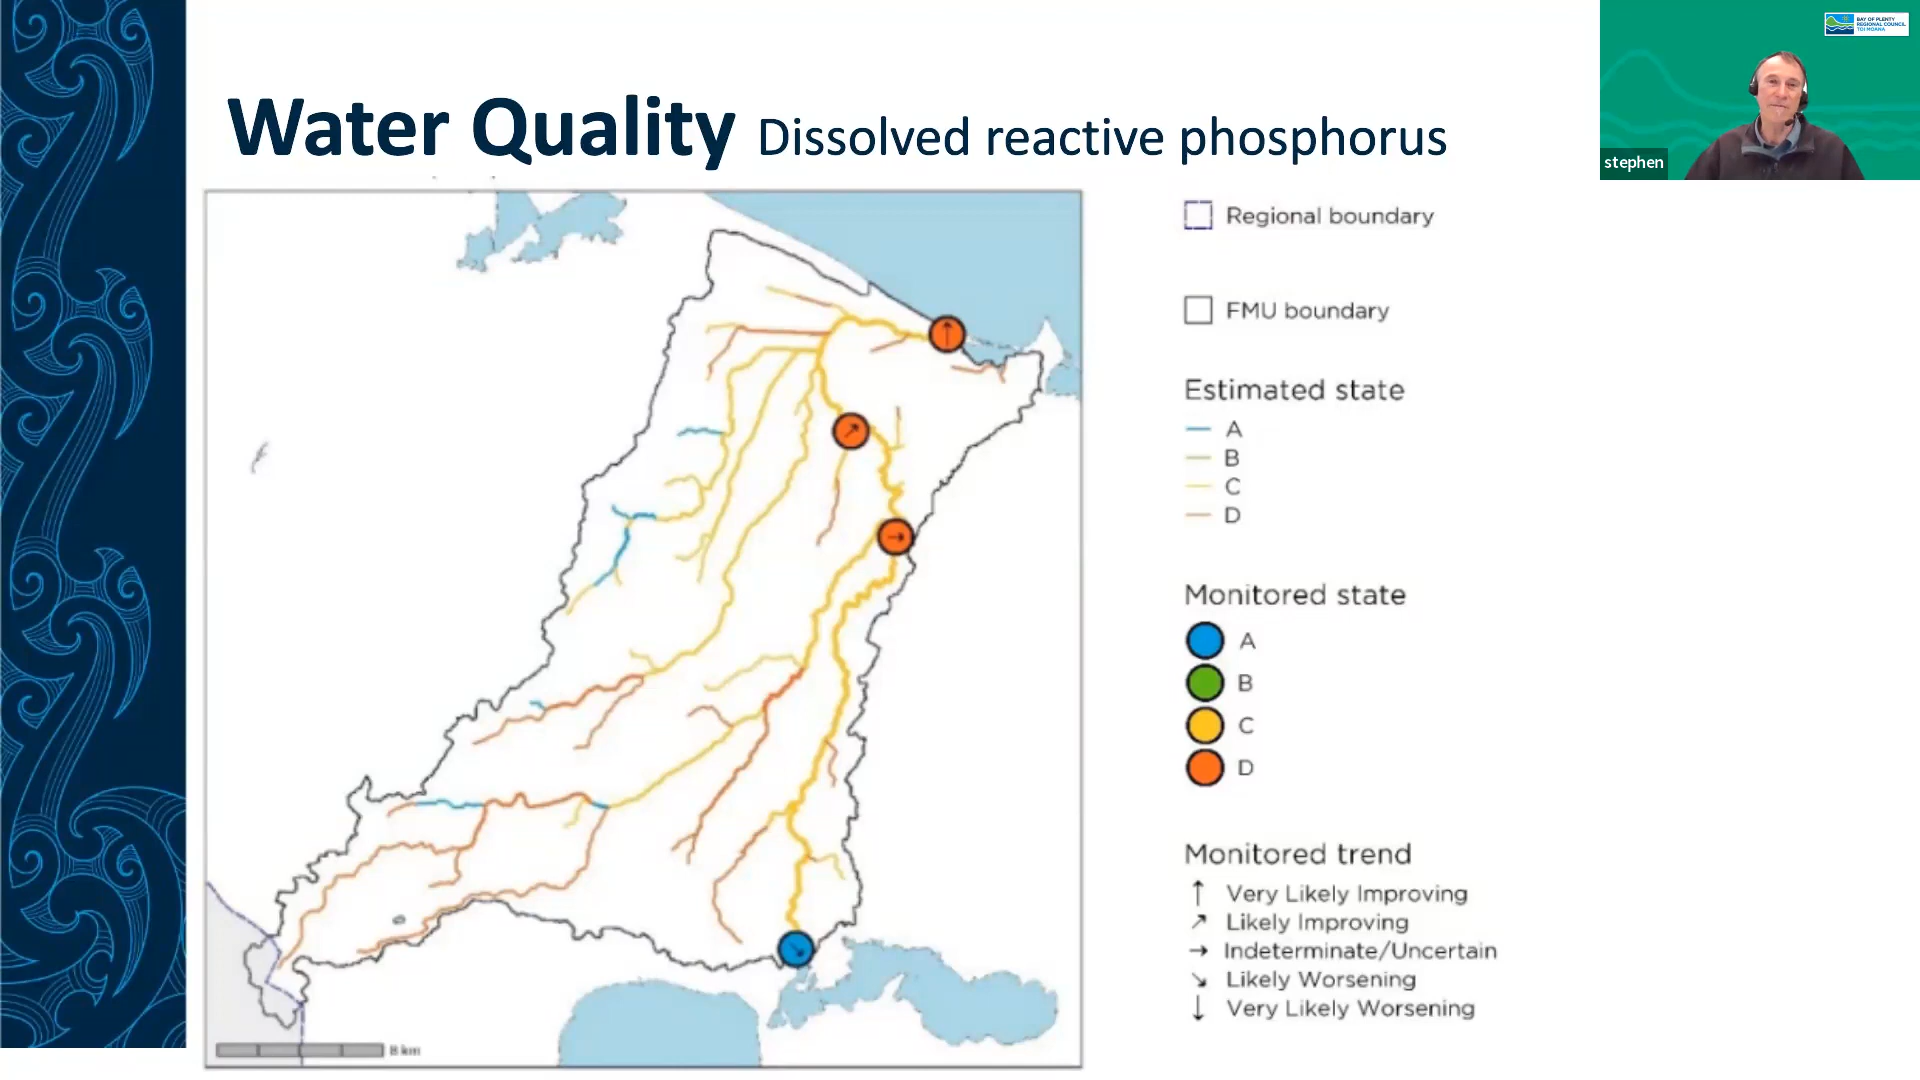 BAY OF PLENTY
REGIONAL COUNCIL
TOI MOANA
stephen
Water Quality Dissolved reactive phosphorus
Regional boundary
FMU boundary
Estimated state
A
B
C
D
Monitored state
A
B
C
D
Monitored trend
↑ Very Likely Improving
↗ Likely Improving
→ Indeterminate/Uncertain
↘ Likely Worsening
↓ Very Likely Worsening
8 km